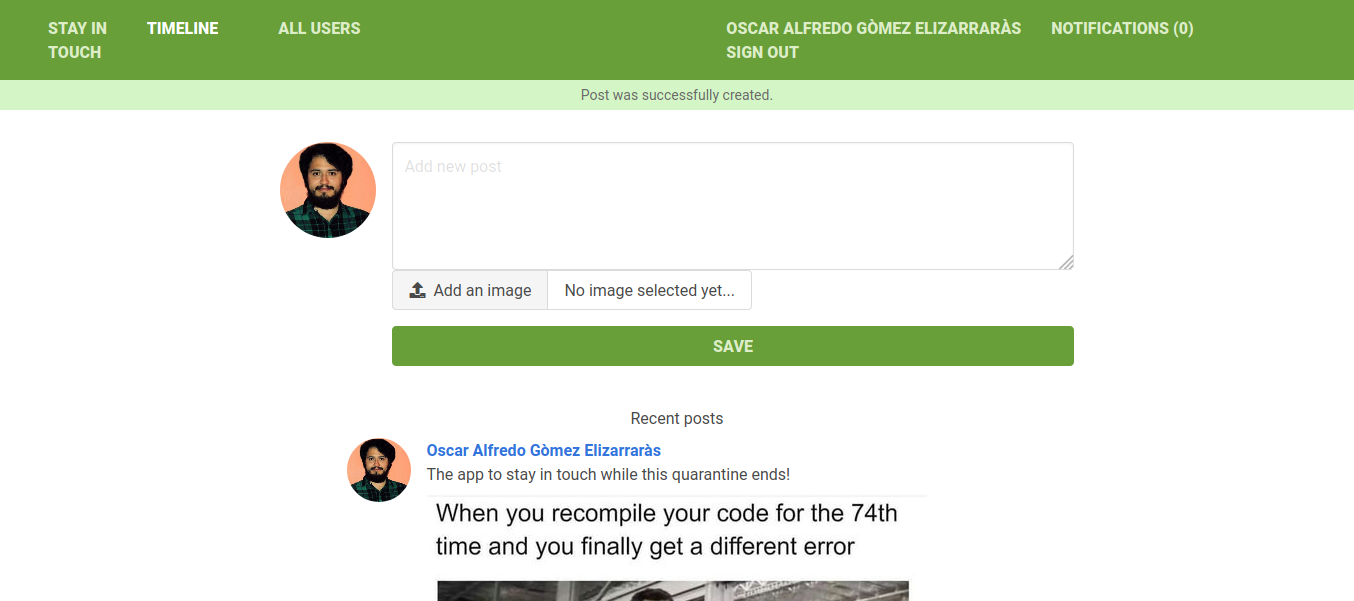 STAY IN TOUCH
TIMELINE
ALL USERS
OSCAR ALFREDO GÒMEZ ELIZARRARÀS
NOTIFICATIONS (0)
SIGN OUT
Post was successfully created.
Add new post
Add an image
No image selected yet...
SAVE
Recent posts
Oscar Alfredo Gòmez Elizarraràs
The app to stay in touch while this quarantine ends!
When you recompile your code for the 74th
time and you finally get a different error